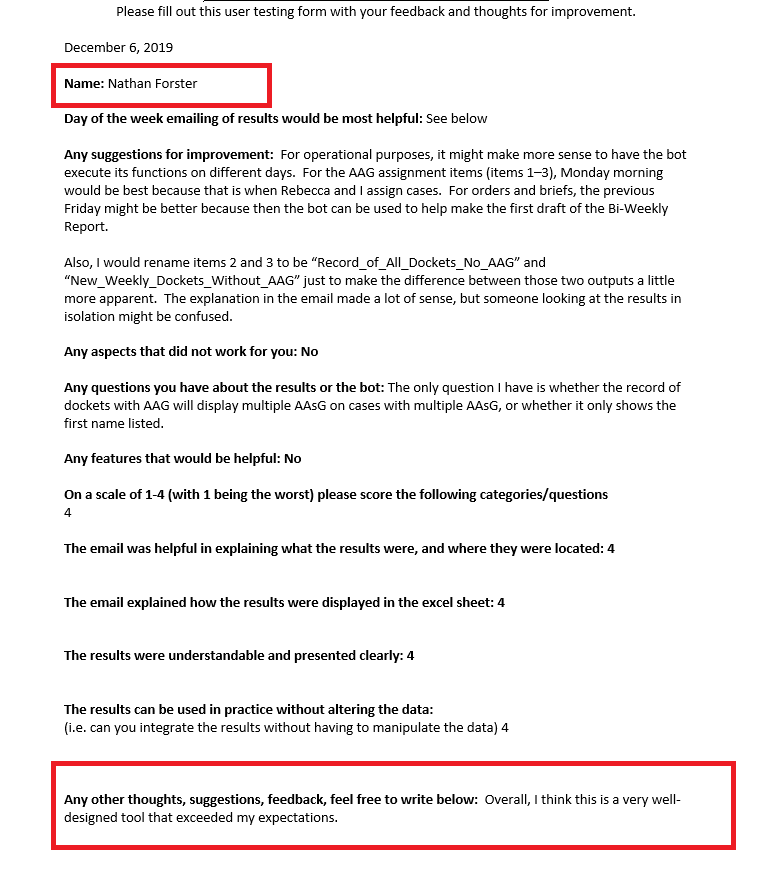 Please fill out this user testing form with your feedback and thoughts for improvement.
December 6, 2019
Name: Nathan Forster
Day of the week emailing of results would be most helpful: See below
Any suggestions for improvement:  For operational purposes, it might make more sense to have the bot
execute its functions on different days.  For the AAG assignment items (items 1–3), Monday morning
would be best because that is when Rebecca and I assign cases.  For orders and briefs, the previous
Friday might be better because then the bot can be used to help make the first draft of the Bi-Weekly
Report.
Also, I would rename items 2 and 3 to be “Record_of_All_Dockets_No_AAG” and
“New_Weekly_Dockets_Without_AAG” just to make the difference between those two outputs a little
more apparent.  The explanation in the email made a lot of sense, but someone looking at the results in
isolation might be confused.
Any aspects that did not work for you: No
Any questions you have about the results or the bot: The only question I have is whether the record of
dockets with AAG will display multiple AAsG on cases with multiple AAsG, or whether it only shows the
first name listed.
Any features that would be helpful: No
On a scale of 1-4 (with 1 being the worst) please score the following categories/questions
4
The email was helpful in explaining what the results were, and where they were located: 4
The email explained how the results were displayed in the excel sheet: 4
The results were understandable and presented clearly: 4
The results can be used in practice without altering the data:
(i.e. can you integrate the results without having to manipulate the data) 4
Any other thoughts, suggestions, feedback, feel free to write below:  Overall, I think this is a very well-
designed tool that exceeded my expectations.